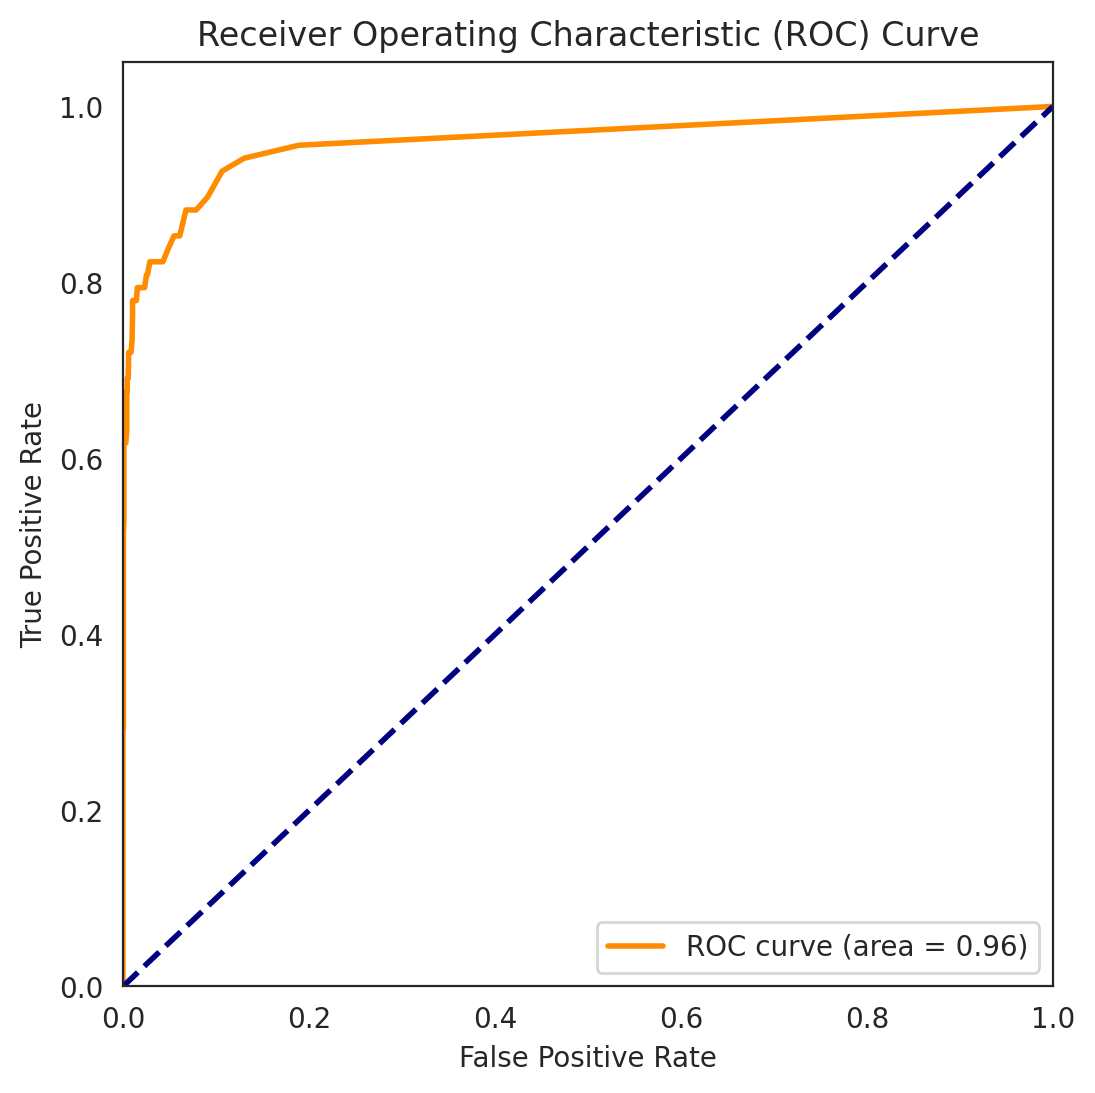 Receiver Operating Characteristic (ROC) Curve
1.0
0.8
0.6
0.4
0.2
0.0
True Positive Rate
ROC curve (area = 0.96)
0.0 0.2 0.4 0.6 0.8 1.0
False Positive Rate